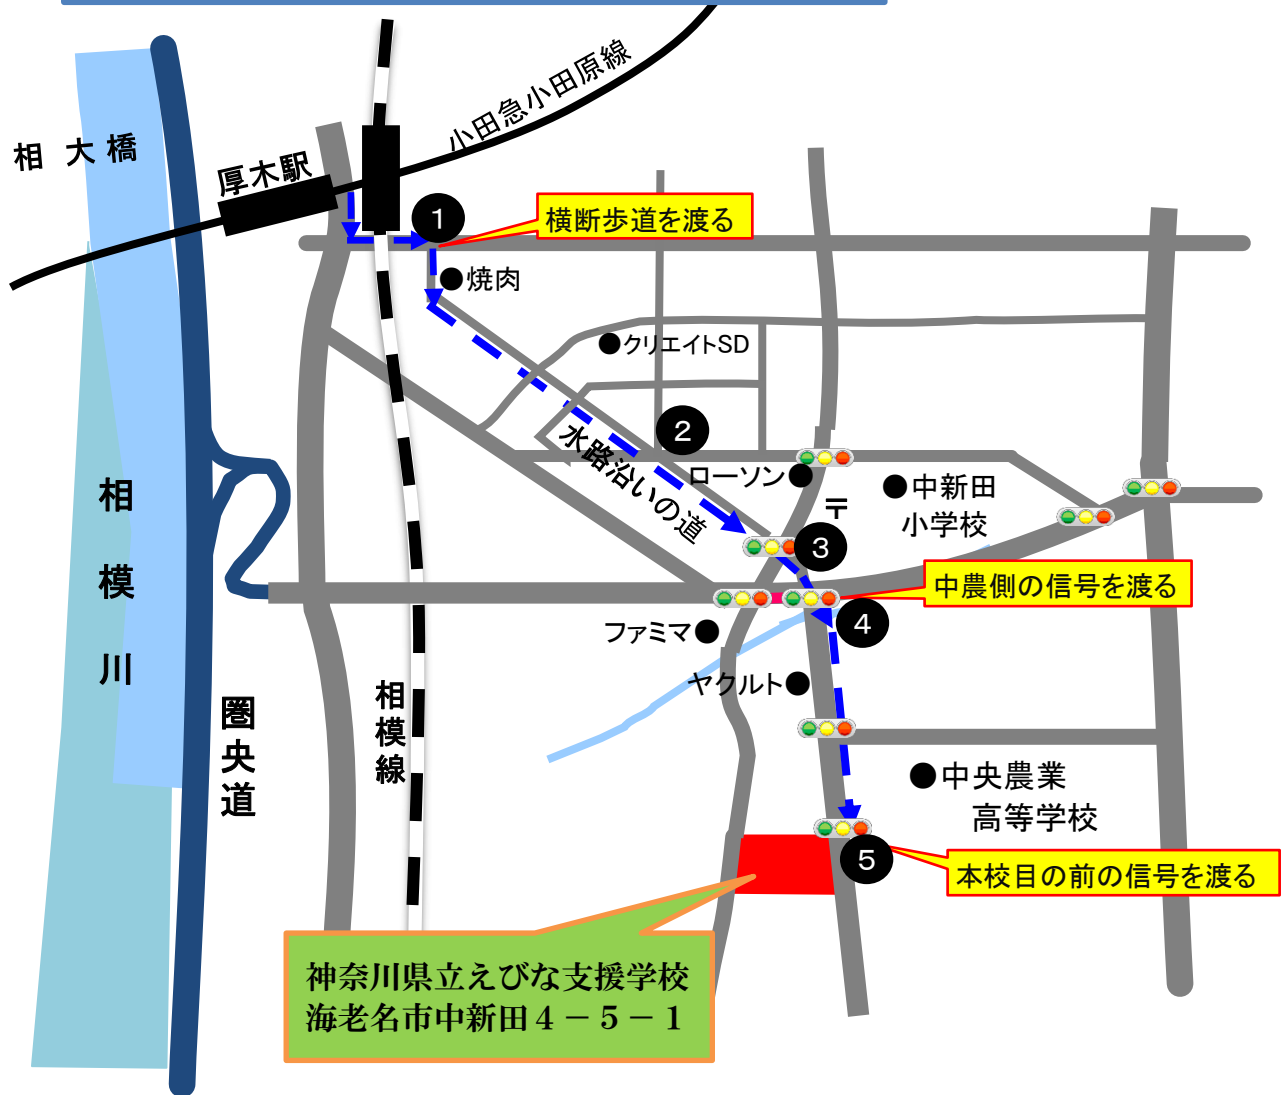 小田急小田原線
相大橋
厚木駅
1
横断歩道を渡る
焼肉
クリエイトSD
2
水路沿いの道
ローソン
〒
中新田
小学校
相模川
3
中農側の信号を渡る
4
ファミマ
ヤクルト
圏央道
相模線
中央農業
高等学校
5
本校目の前の信号を渡る
神奈川県立えびな支援学校
海老名市中新田4-5-1